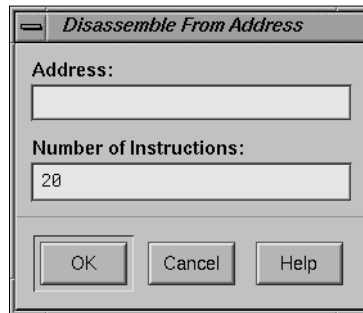 Disassemble From Address
Address:
Number of Instructions:
20
OK Cancel Help